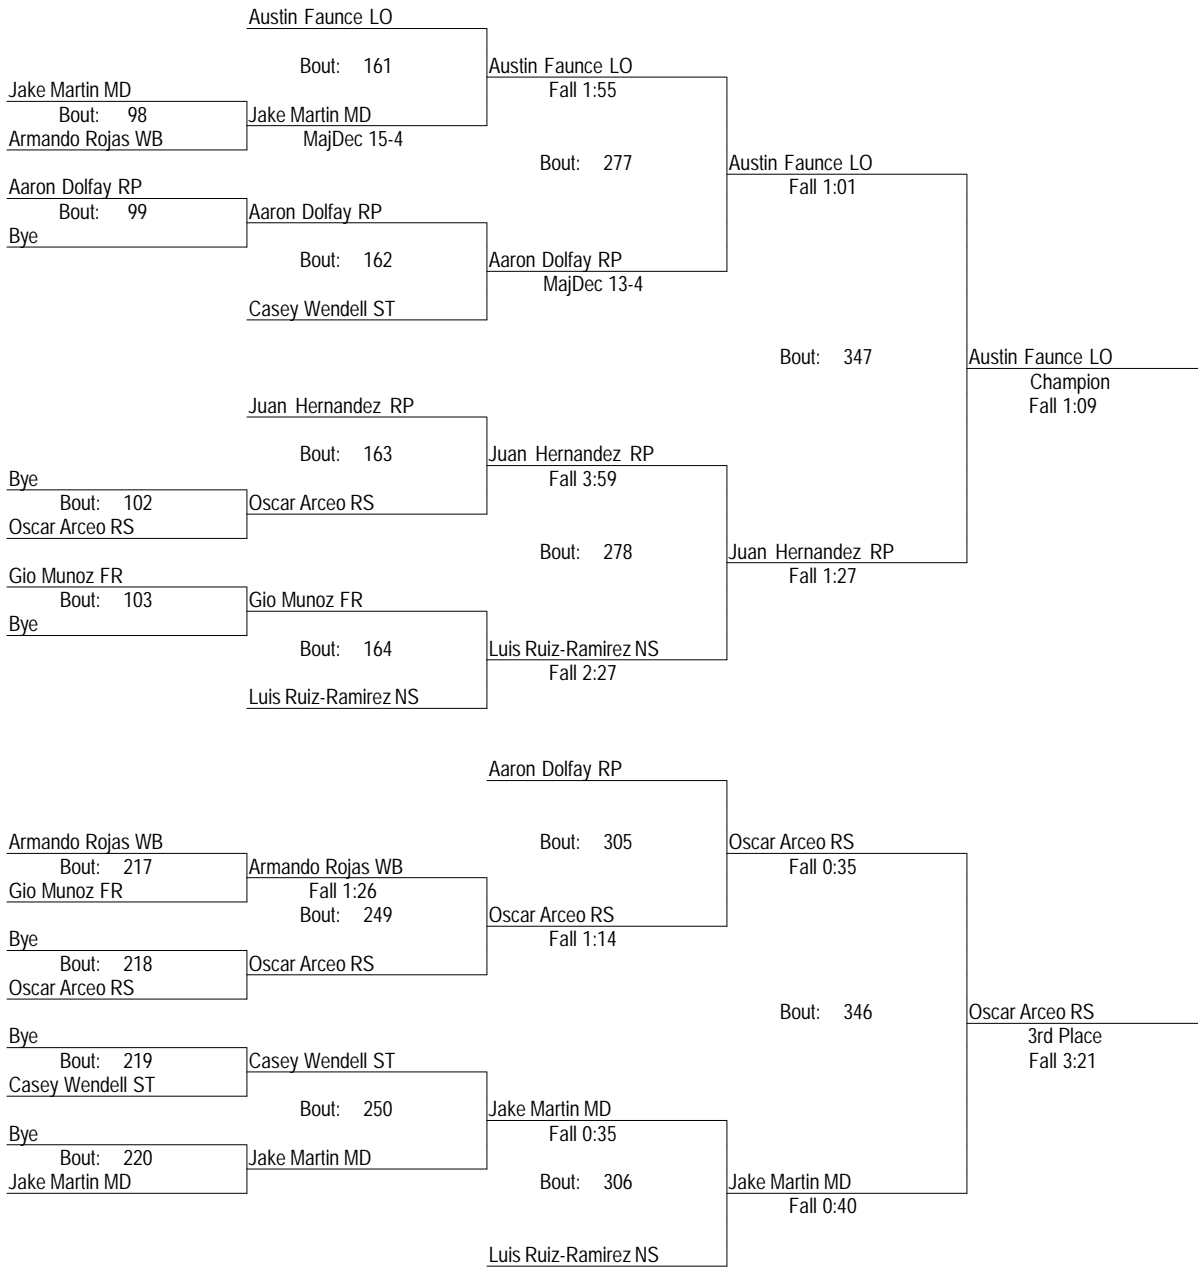 Austin Faunce LO
Bout: 161
Austin Faunce LO
Jake Martin MD
Fall 1:55
Bout: 98
Jake Martin MD
Armando Rojas WB
MajDec 15-4
Bout: 277
Austin Faunce LO
Aaron Dolfay RP
Fall 1:01
Bout: 99
Aaron Dolfay RP
Bye
Bout: 162
Aaron Dolfay RP
MajDec 13-4
Casey Wendell ST
Bout: 347
Austin Faunce LO
Champion
Juan Hernandez RP
Fall 1:09
Bout: 163
Juan Hernandez RP
Bye
Fall 3:59
Bout: 102
Oscar Arceo RS
Oscar Arceo RS
Bout: 278
Juan Hernandez RP
Gio Munoz FR
Fall 1:27
Bout: 103
Gio Munoz FR
Bye
Bout: 164
Luis Ruiz-Ramirez NS
Fall 2:27
Luis Ruiz-Ramirez NS
Aaron Dolfay RP
Armando Rojas WB
Bout: 305
Oscar Arceo RS
Bout: 217
Armando Rojas WB
Fall 0:35
Gio Munoz FR
Fall 1:26
Bout: 249
Oscar Arceo RS
Bye
Fall 1:14
Bout: 218
Oscar Arceo RS
Oscar Arceo RS
Bout: 346
Oscar Arceo RS
Bye
3rd Place
Bout: 219
Casey Wendell ST
Fall 3:21
Casey Wendell ST
Bout: 250
Jake Martin MD
Bye
Fall 0:35
Bout: 220
Jake Martin MD
Jake Martin MD
Bout: 306
Jake Martin MD
Fall 0:40
Luis Ruiz-Ramirez NS